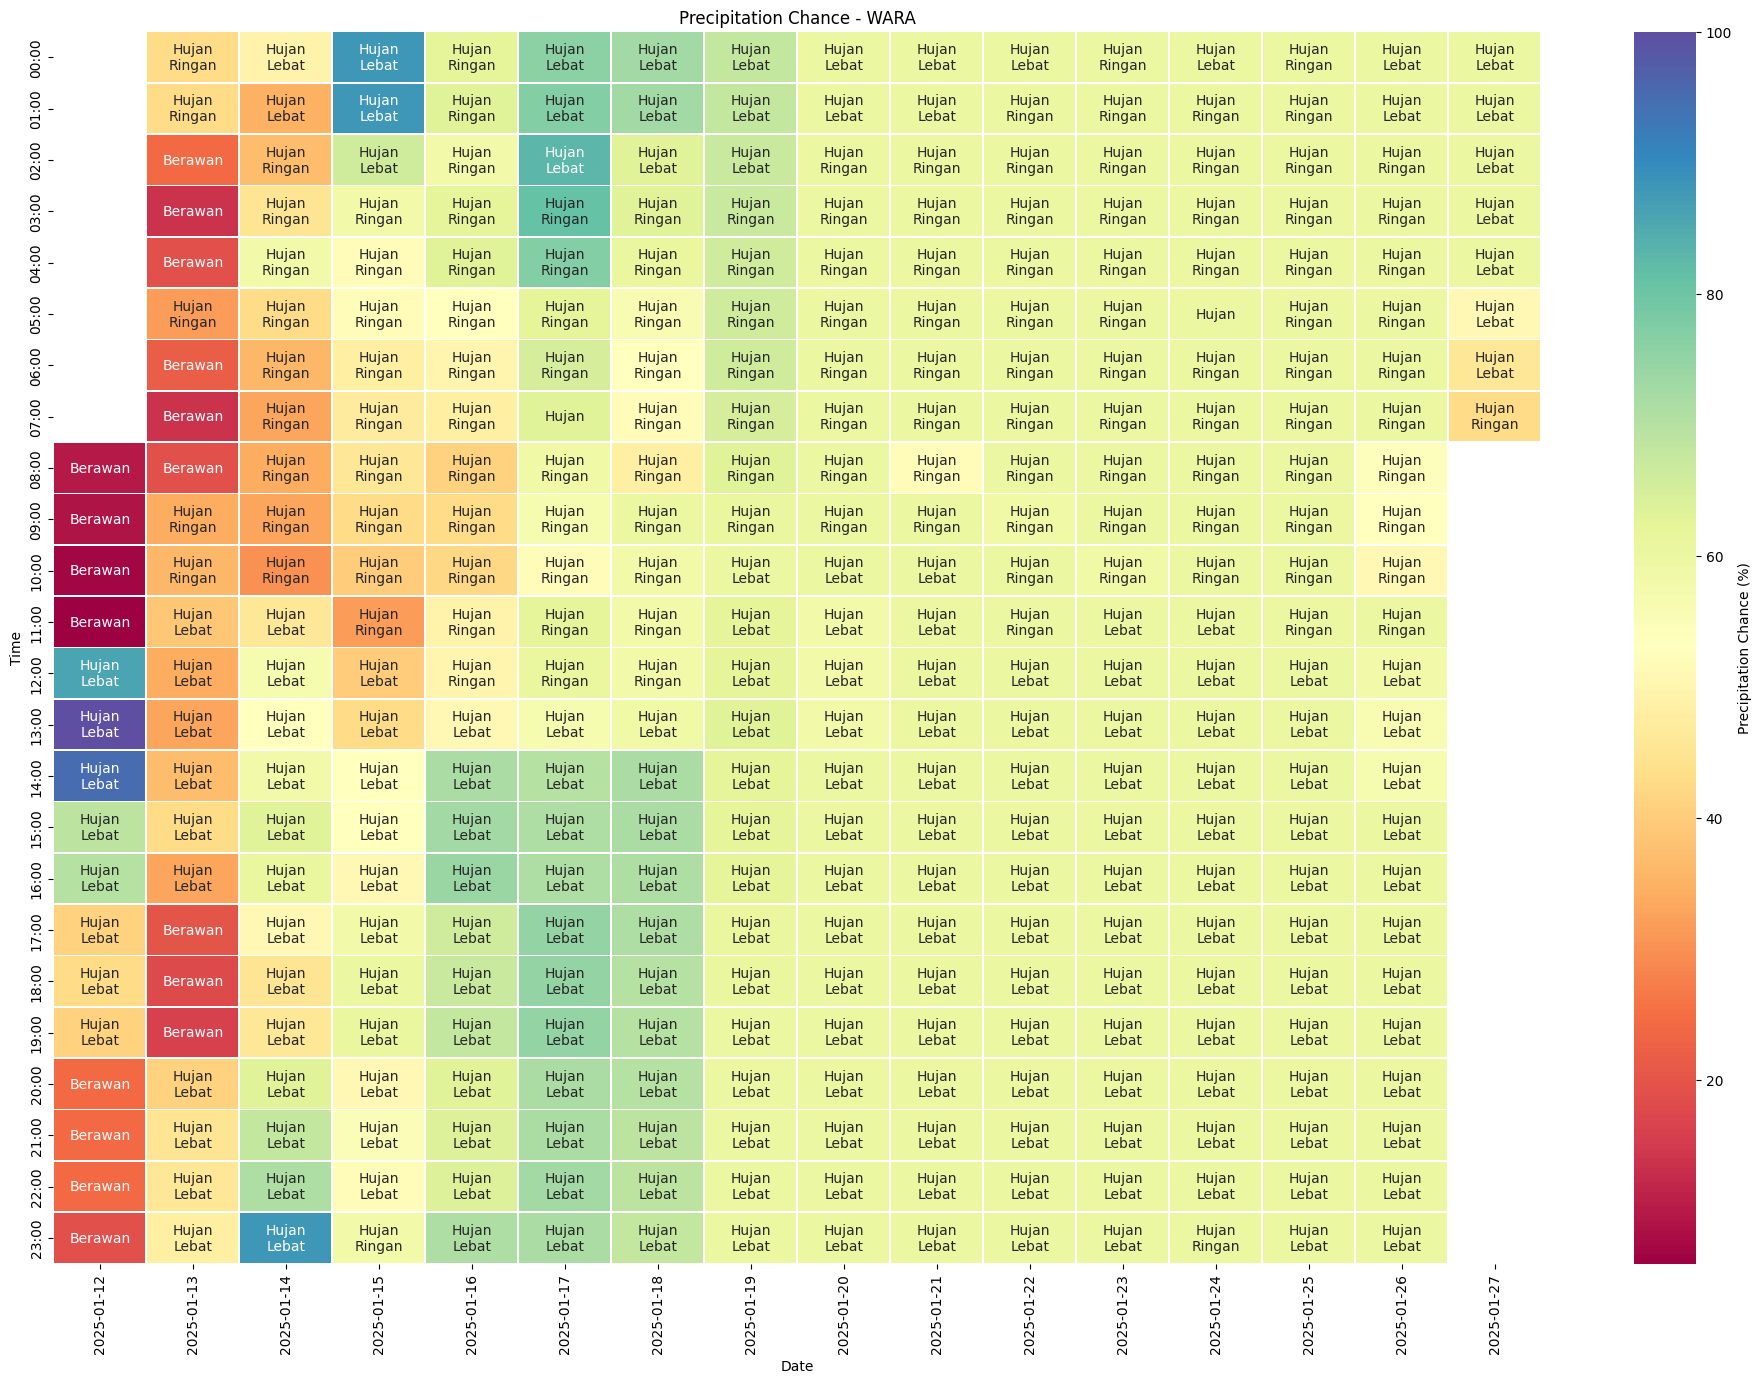 Precipitation Chance - WARA
00:00 Hujan Ringan Hujan Lebat Hujan Lebat Hujan Ringan Hujan Lebat Hujan Lebat Hujan Lebat Hujan Lebat Hujan Lebat Hujan Lebat Hujan Ringan Hujan Lebat Hujan Ringan Hujan Lebat Hujan Lebat
01:00 Hujan Ringan Hujan Lebat Hujan Lebat Hujan Ringan Hujan Lebat Hujan Lebat Hujan Lebat Hujan Lebat Hujan Lebat Hujan Ringan Hujan Ringan Hujan Lebat Hujan Ringan Hujan Lebat Hujan Lebat
02:00 Berawan Hujan Ringan Hujan Lebat Hujan Ringan Hujan Lebat Hujan Lebat Hujan Lebat Hujan Ringan Hujan Ringan Hujan Ringan Hujan Ringan Hujan Ringan Hujan Ringan Hujan Ringan Hujan Lebat
03:00 Berawan Hujan Ringan Hujan Ringan Hujan Ringan Hujan Ringan Hujan Ringan Hujan Ringan Hujan Ringan Hujan Ringan Hujan Ringan Hujan Ringan Hujan Ringan Hujan Ringan Hujan Ringan Hujan Lebat
04:00 Berawan Hujan Ringan Hujan Ringan Hujan Ringan Hujan Ringan Hujan Ringan Hujan Ringan Hujan Ringan Hujan Ringan Hujan Ringan Hujan Ringan Hujan Ringan Hujan Ringan Hujan Ringan Hujan Lebat
05:00 Hujan Ringan Hujan Ringan Hujan Ringan Hujan Ringan Hujan Ringan Hujan Ringan Hujan Ringan Hujan Ringan Hujan Ringan Hujan Ringan Hujan Ringan Hujan Hujan Ringan Hujan Ringan Hujan Lebat
06:00 Berawan Hujan Ringan Hujan Ringan Hujan Ringan Hujan Ringan Hujan Ringan Hujan Ringan Hujan Ringan Hujan Ringan Hujan Ringan Hujan Ringan Hujan Ringan Hujan Ringan Hujan Ringan Hujan Lebat
07:00 Berawan Hujan Ringan Hujan Ringan Hujan Ringan Hujan Hujan Ringan Hujan Ringan Hujan Ringan Hujan Ringan Hujan Ringan Hujan Ringan Hujan Ringan Hujan Ringan Hujan Ringan Hujan Ringan
08:00 Berawan Berawan Hujan Ringan Hujan Ringan Hujan Ringan Hujan Ringan Hujan Ringan Hujan Ringan Hujan Ringan Hujan Ringan Hujan Ringan Hujan Ringan Hujan Ringan Hujan Ringan Hujan Ringan
09:00 Berawan Hujan Ringan Hujan Ringan Hujan Ringan Hujan Ringan Hujan Ringan Hujan Ringan Hujan Ringan Hujan Ringan Hujan Ringan Hujan Ringan Hujan Ringan Hujan Ringan Hujan Ringan Hujan Ringan
10:00 Berawan Hujan Ringan Hujan Ringan Hujan Ringan Hujan Ringan Hujan Ringan Hujan Ringan Hujan Lebat Hujan Lebat Hujan Lebat Hujan Ringan Hujan Ringan Hujan Lebat Hujan Ringan Hujan Ringan
11:00 Berawan Hujan Lebat Hujan Lebat Hujan Ringan Hujan Ringan Hujan Ringan Hujan Ringan Hujan Lebat Hujan Lebat Hujan Lebat Hujan Ringan Hujan Lebat Hujan Lebat Hujan Ringan Hujan Ringan
12:00 Hujan Lebat Hujan Lebat Hujan Lebat Hujan Lebat Hujan Ringan Hujan Ringan Hujan Ringan Hujan Lebat Hujan Lebat Hujan Lebat Hujan Lebat Hujan Lebat Hujan Lebat Hujan Lebat Hujan Lebat
13:00 Hujan Lebat Hujan Lebat Hujan Lebat Hujan Lebat Hujan Lebat Hujan Lebat Hujan Lebat Hujan Lebat Hujan Lebat Hujan Lebat Hujan Lebat Hujan Lebat Hujan Lebat Hujan Lebat Hujan Lebat
14:00 Hujan Lebat Hujan Lebat Hujan Lebat Hujan Lebat Hujan Lebat Hujan Lebat Hujan Lebat Hujan Lebat Hujan Lebat Hujan Lebat Hujan Lebat Hujan Lebat Hujan Lebat Hujan Lebat Hujan Lebat
15:00 Hujan Lebat Hujan Lebat Hujan Lebat Hujan Lebat Hujan Lebat Hujan Lebat Hujan Lebat Hujan Lebat Hujan Lebat Hujan Lebat Hujan Lebat Hujan Lebat Hujan Lebat Hujan Lebat Hujan Lebat
16:00 Hujan Lebat Hujan Lebat Hujan Lebat Hujan Lebat Hujan Lebat Hujan Lebat Hujan Lebat Hujan Lebat Hujan Lebat Hujan Lebat Hujan Lebat Hujan Lebat Hujan Lebat Hujan Lebat Hujan Lebat
17:00 Hujan Lebat Berawan Hujan Lebat Hujan Lebat Hujan Lebat Hujan Lebat Hujan Lebat Hujan Lebat Hujan Lebat Hujan Lebat Hujan Lebat Hujan Lebat Hujan Lebat Hujan Lebat Hujan Lebat
18:00 Hujan Lebat Berawan Hujan Lebat Hujan Lebat Hujan Lebat Hujan Lebat Hujan Lebat Hujan Lebat Hujan Lebat Hujan Lebat Hujan Lebat Hujan Lebat Hujan Lebat Hujan Lebat Hujan Lebat
19:00 Hujan Lebat Berawan Hujan Lebat Hujan Lebat Hujan Lebat Hujan Lebat Hujan Lebat Hujan Lebat Hujan Lebat Hujan Lebat Hujan Lebat Hujan Lebat Hujan Lebat Hujan Lebat Hujan Lebat
20:00 Berawan Hujan Lebat Hujan Lebat Hujan Lebat Hujan Lebat Hujan Lebat Hujan Lebat Hujan Lebat Hujan Lebat Hujan Lebat Hujan Lebat Hujan Lebat Hujan Lebat Hujan Lebat Hujan Lebat
21:00 Berawan Hujan Lebat Hujan Lebat Hujan Lebat Hujan Lebat Hujan Lebat Hujan Lebat Hujan Lebat Hujan Lebat Hujan Lebat Hujan Lebat Hujan Lebat Hujan Lebat Hujan Lebat Hujan Lebat
22:00 Berawan Hujan Lebat Hujan Lebat Hujan Lebat Hujan Lebat Hujan Lebat Hujan Lebat Hujan Lebat Hujan Lebat Hujan Lebat Hujan Lebat Hujan Lebat Hujan Lebat Hujan Lebat Hujan Lebat
23:00 Berawan Hujan Lebat Hujan Lebat Hujan Ringan Hujan Lebat Hujan Lebat Hujan Lebat Hujan Lebat Hujan Lebat Hujan Lebat Hujan Lebat Hujan Lebat Hujan Ringan Hujan Lebat Hujan Lebat
Time
2025-01-12 2025-01-13 2025-01-14 2025-01-15 2025-01-16 2025-01-17 2025-01-18 2025-01-19 2025-01-20 2025-01-21 2025-01-22 2025-01-23 2025-01-24 2025-01-25 2025-01-26 2025-01-27
Date
100
80
60
40
20
Precipitation Chance (%)